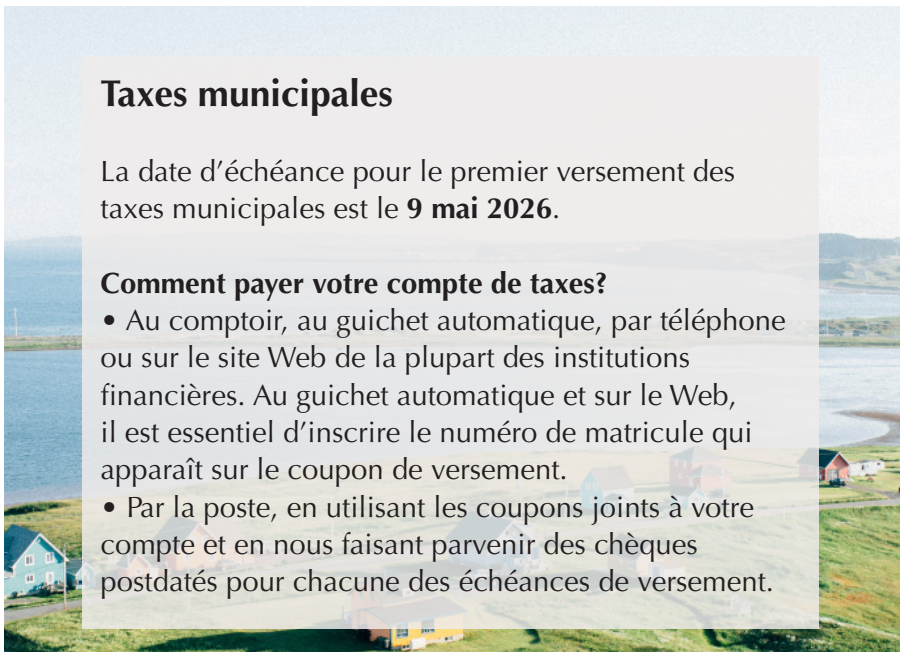 Taxes municipales
La date d’échéance pour le premier versement des
taxes municipales est le 9 mai 2026.
Comment payer votre compte de taxes?
• Au comptoir, au guichet automatique, par téléphone
ou sur le site Web de la plupart des institutions
financières. Au guichet automatique et sur le Web,
il est essentiel d’inscrire le numéro de matricule qui
apparaît sur le coupon de versement.
• Par la poste, en utilisant les coupons joints à votre
compte et en nous faisant parvenir des chèques
postdatés pour chacune des échéances de versement.